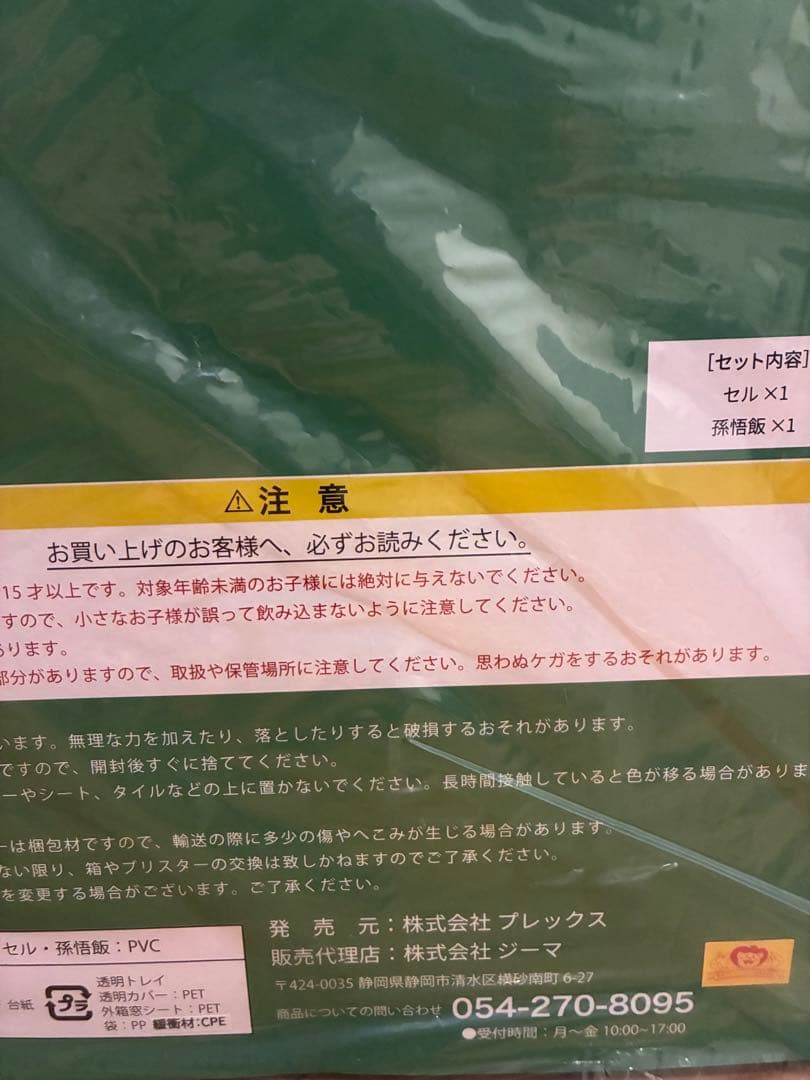 [セット内容]
セル ×1
孫悟飯 ×1
⚠注 意
お買い上げのお客様へ、必ずお読みください。
15才以上です。対象年齢未満のお子様には絶対に与えないでください。
すので、小さなお子様が誤って飲み込まないように注意してください。
あります。
部分がありますので、取扱や保管場所に注意してください。思わぬケガをするおそれがあります。
います。無理な力を加えたり、落としたりすると破損するおそれがあります。
ですので、開封後すぐに捨ててください。
ーやシート、タイルなどの上に置かないでください。長時間接触していると色が移る場合がありま
ーは梱包材ですので、輸送の際に多少の傷やへこみが生じる場合があります。
ない限り、箱やブリスターの交換は致しかねますのでご了承ください。
を変更する場合がございます。ご了承ください。
セル・孫悟飯：PVC
台紙
プラ
透明トレイ
透明カバー：PET
外箱窓シート：PET
袋：PP 緩衝材：CPE
発 売 元：株式会社 プレックス
販売代理店：株式会社 ジーマ
〒424-0035 静岡県静岡市清水区横砂南町 6-27
商品についての問い合わせ 054-270-8095
●受付時間：月〜金 10:00~17:00